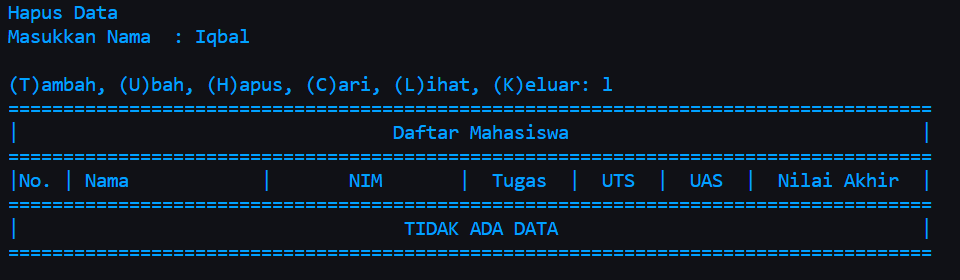 Hapus Data
Masukkan Nama  : Iqbal
(T)ambah, (U)bah, (H)apus, (C)ari, (L)ihat, (K)eluar: l
====================================================================================
|                                  Daftar Mahasiswa                                |
====================================================================================
|No. | Nama            |       NIM       |  Tugas  |  UTS  |  UAS  |  Nilai Akhir  |
====================================================================================
|                                   TIDAK ADA DATA                                 |
====================================================================================